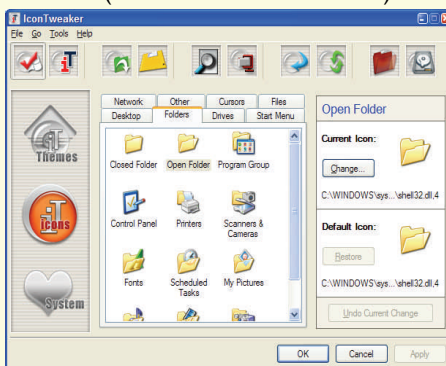 IconTweaker
File Go Tools Help
Themes
Icons
System
Network Other Cursors Files
Desktop Folders Drives Start Menu
Closed Folder Open Folder Program Group
Control Panel Printers Scanners &
Cameras
Fonts Scheduled
Tasks My Pictures
Open Folder
Current Icon:
Change...
C:\WINDOWS\sys...\shell32.dll,4
Default Icon:
Restore
C:\WINDOWS\sys...\shell32.dll,4
Undo Current Change
OK Cancel Apply